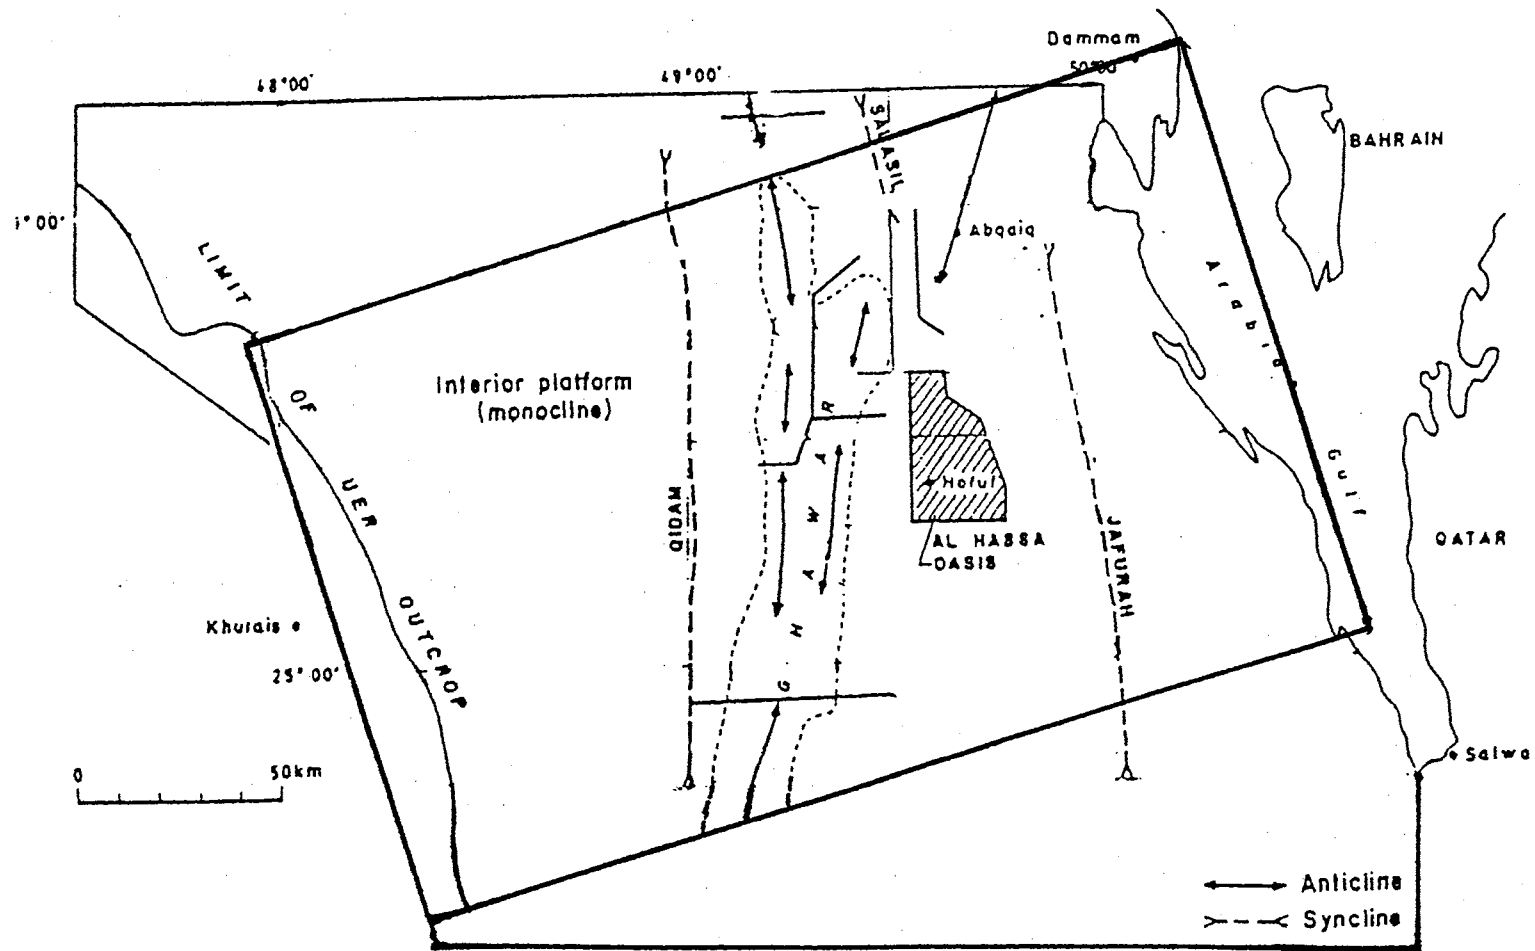 Dammam
48°00'
49°00'
50°00'
BAHRAIN
SALASIL
Abqaiq
LIMIT OF UER OUTCROP
Arabia Gulf
Interior platform
(monocline)
GHAWAR
Hofuf
QIDAM
AL HASSA
OASIS
JAFURAH
QATAR
Khurais
25°00'
0 50km
Salwa
Anticline
Syncline